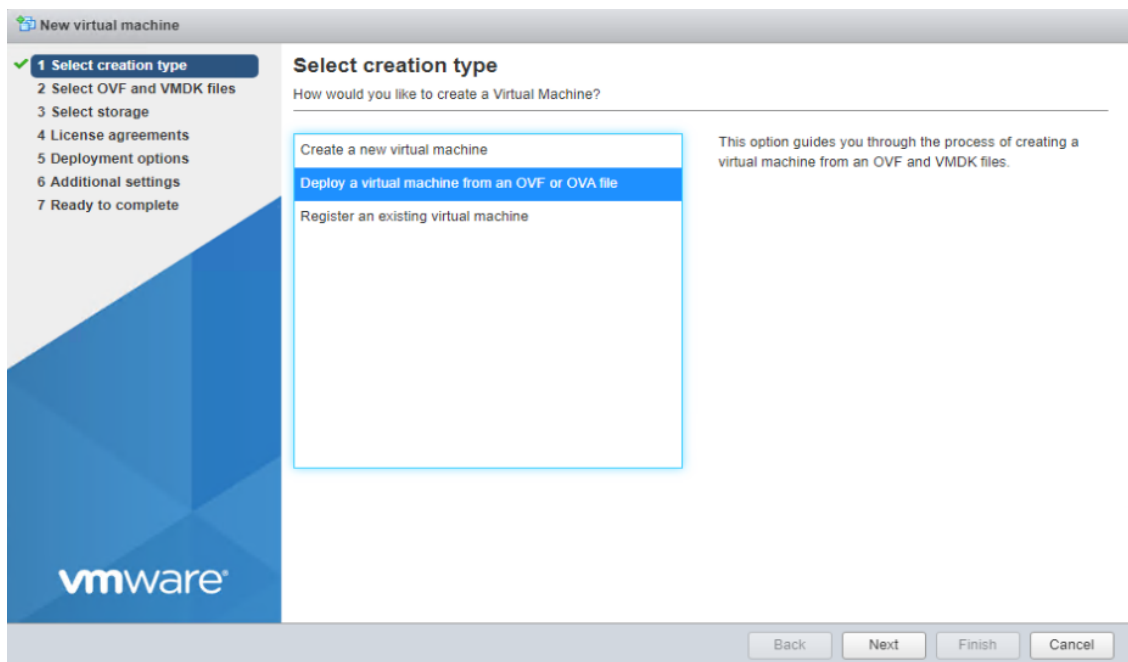 New virtual machine
1 Select creation type
2 Select OVF and VMDK files
3 Select storage
4 License agreements
5 Deployment options
6 Additional settings
7 Ready to complete
vmware®
Select creation type
How would you like to create a Virtual Machine?
Create a new virtual machine
Deploy a virtual machine from an OVF or OVA file
Register an existing virtual machine
This option guides you through the process of creating a
virtual machine from an OVF and VMDK files.
Back
Next
Finish
Cancel